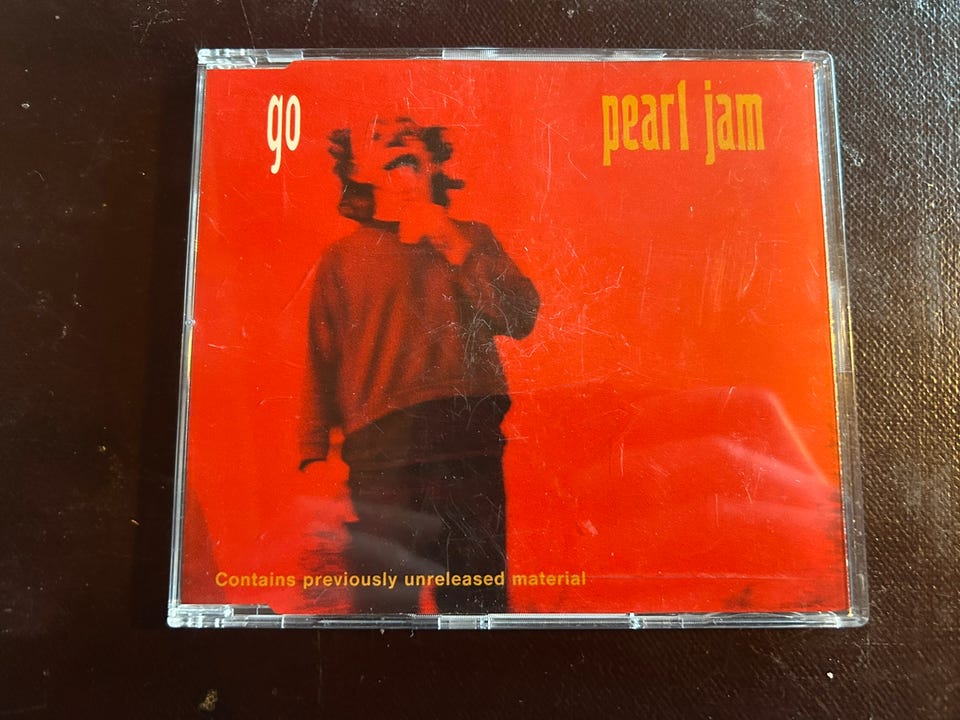 go
pearl jam
Contains previously unreleased material